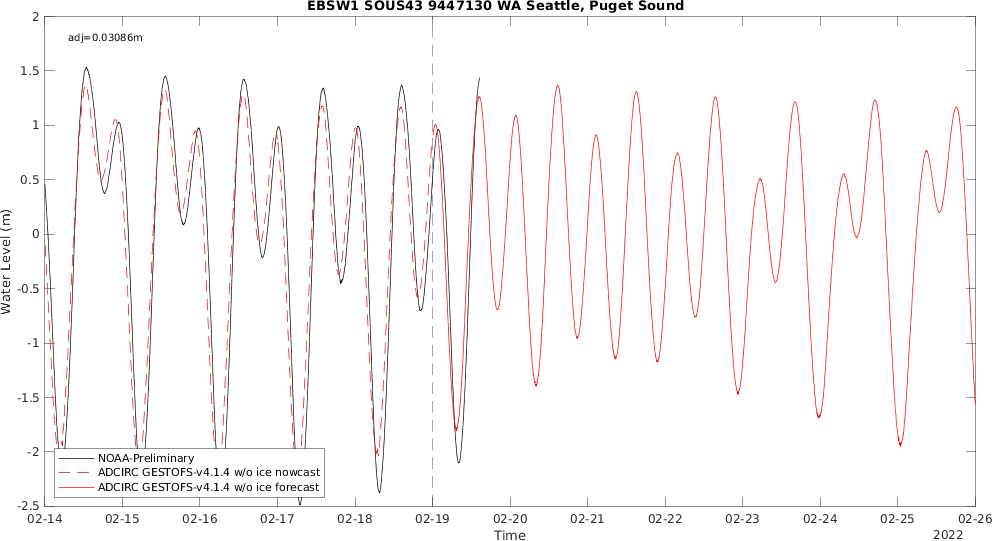 EBSW1 SOUS43 9447130 WA Seattle, Puget Sound
adj=0.03086m
2
1.5
1
0.5
0
-0.5
-1
-1.5
-2
-2.5
Water Level (m)
NOAA-Preliminary
ADCIRC GESTOFS-v4.1.4 w/o ice nowcast
ADCIRC GESTOFS-v4.1.4 w/o ice forecast
02-14 02-15 02-16 02-17 02-18 02-19 02-20 02-21 02-22 02-23 02-24 02-25 02-26
Time
2022